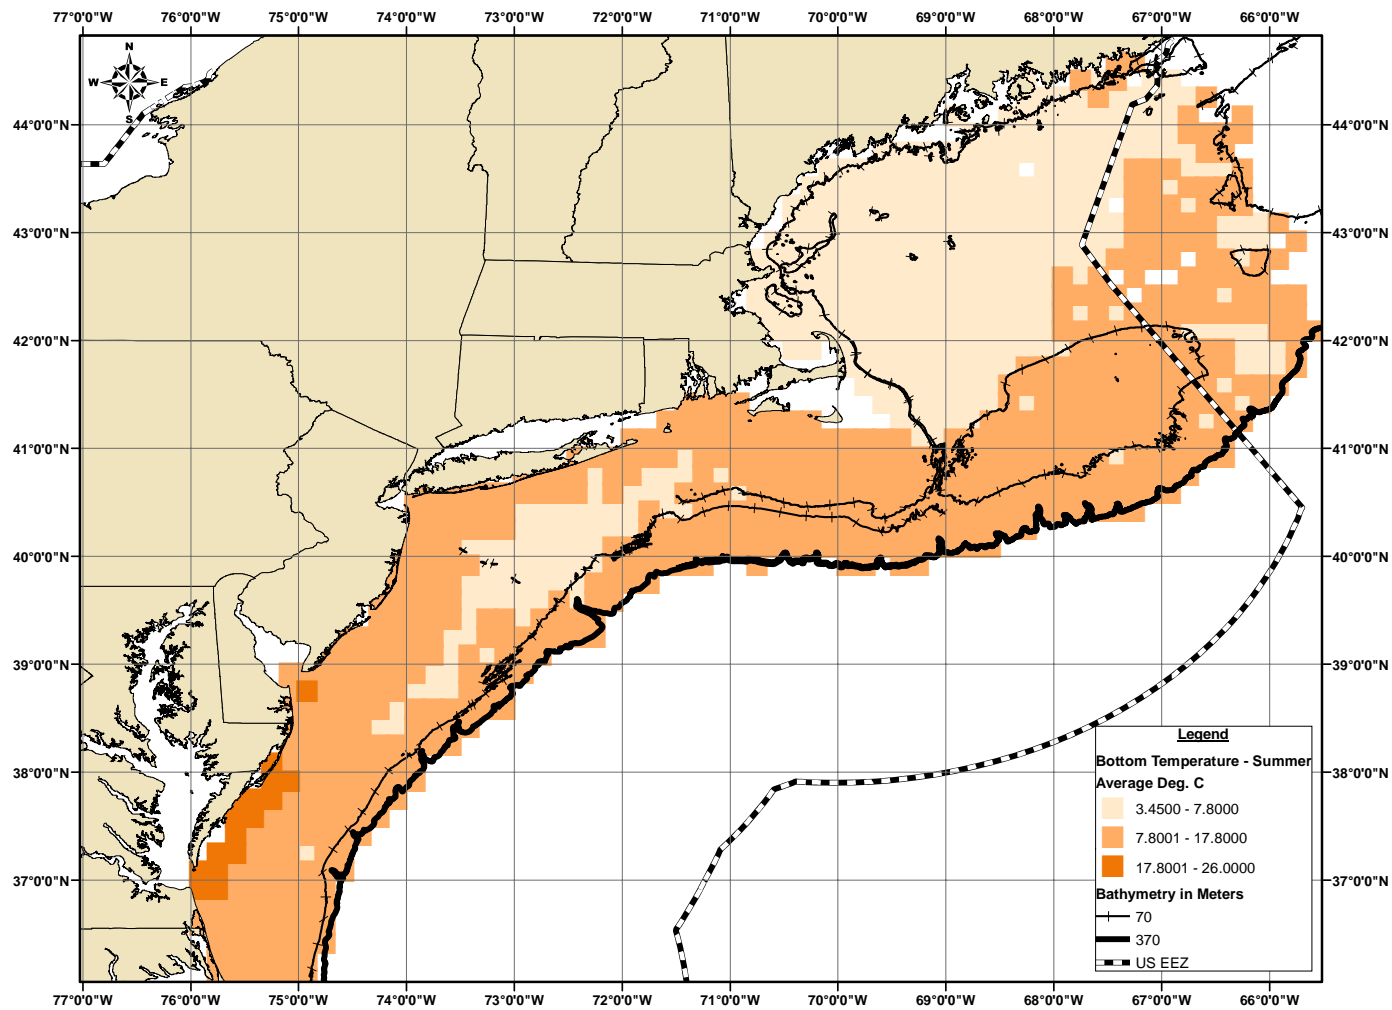 77°0'0"W 76°0'0"W 75°0'0"W 74°0'0"W 73°0'0"W 72°0'0"W 71°0'0"W 70°0'0"W 69°0'0"W 68°0'0"W 67°0'0"W 66°0'0"W
N
W E
S
44°0'0"N 44°0'0"N
43°0'0"N 43°0'0"N
42°0'0"N 42°0'0"N
41°0'0"N 41°0'0"N
40°0'0"N 40°0'0"N
39°0'0"N 39°0'0"N
38°0'0"N 38°0'0"N
37°0'0"N 37°0'0"N
Legend
Bottom Temperature - Summer
Average Deg. C
3.4500 - 7.8000
7.8001 - 17.8000
17.8001 - 26.0000
Bathymetry in Meters
70
370
US EEZ
77°0'0"W 76°0'0"W 75°0'0"W 74°0'0"W 73°0'0"W 72°0'0"W 71°0'0"W 70°0'0"W 69°0'0"W 68°0'0"W 67°0'0"W 66°0'0"W